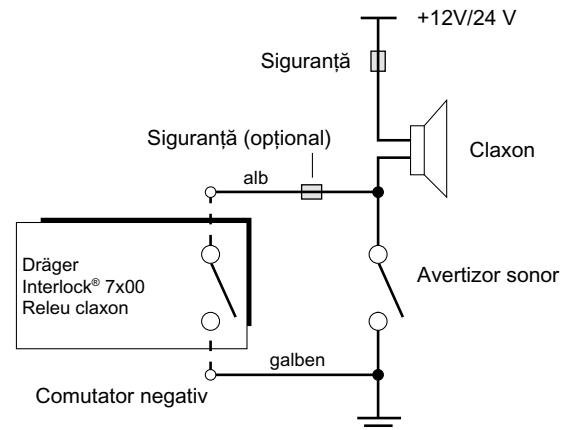 +12V/24 V
Siguranță
Siguranță (opțional)
Claxon
alb
Dräger
Interlock® 7x00
Releu claxon
Avertizor sonor
galben
Comutator negativ